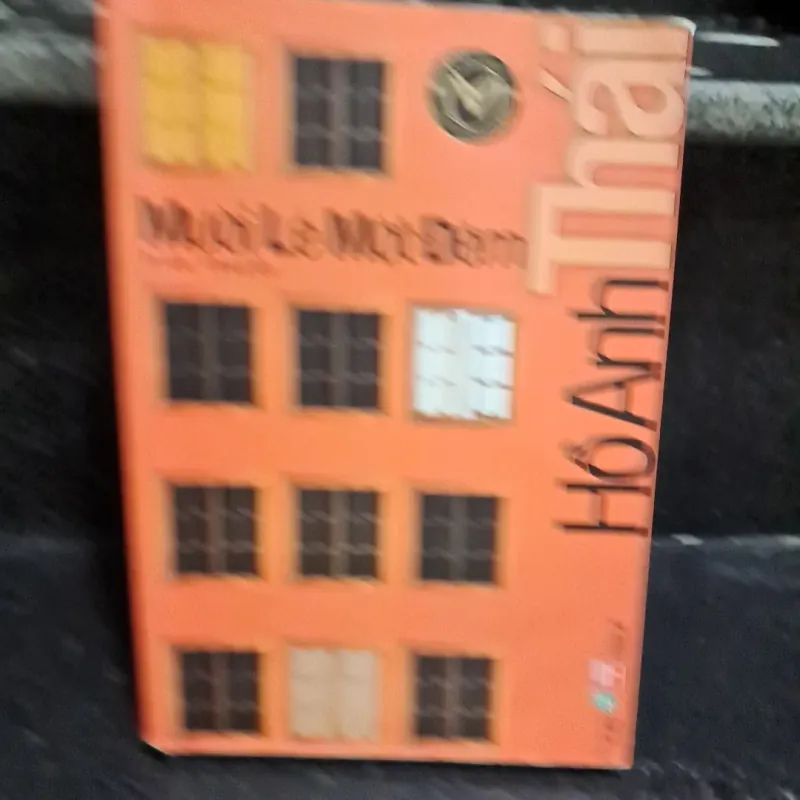 Mười Lẻ Một Đêm
Hồ Anh Thái